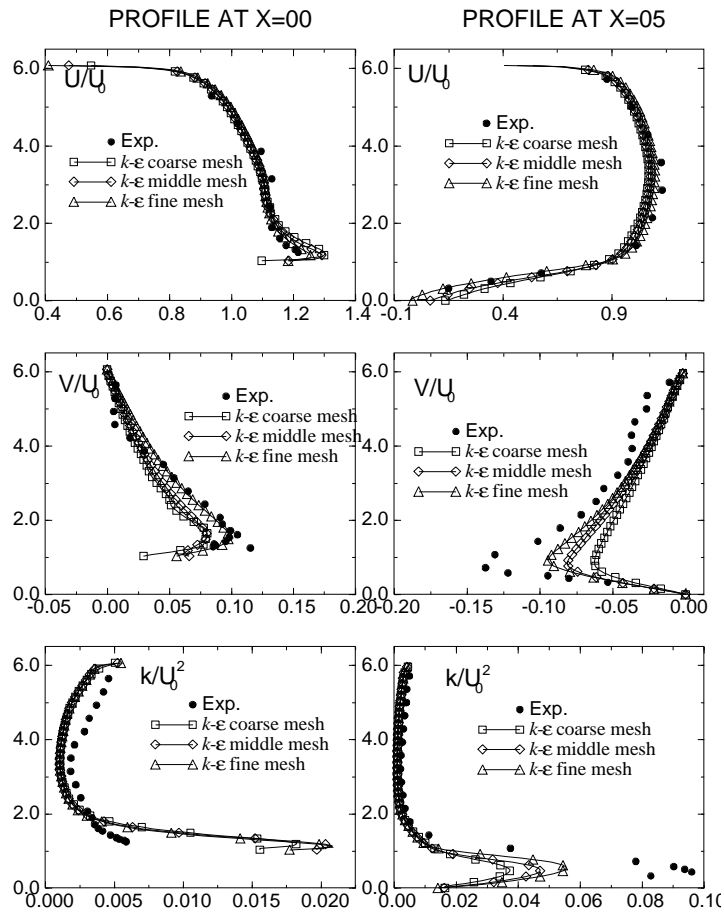 PROFILE AT X=00
6.0
4.0
2.0
0.0
0.4
0.6
0.8
1.0
1.2
1.4
U/U0
Exp.
k-ε coarse mesh
k-ε middle mesh
k-ε fine mesh
PROFILE AT X=05
6.0
4.0
2.0
0.0
-0.1
0.4
0.9
U/U0
Exp.
k-ε coarse mesh
k-ε middle mesh
k-ε fine mesh
6.0
4.0
2.0
0.0
-0.05
0.00
0.05
0.10
0.15
0.20
V/U0
Exp.
k-ε coarse mesh
k-ε middle mesh
k-ε fine mesh
6.0
4.0
2.0
0.0
-0.20
-0.15
-0.10
-0.05
0.00
V/U0
Exp.
k-ε coarse mesh
k-ε middle mesh
k-ε fine mesh
6.0
4.0
2.0
0.0
0.000
0.005
0.010
0.015
0.020
k/U0²
Exp.
k-ε coarse mesh
k-ε middle mesh
k-ε fine mesh
6.0
4.0
2.0
0.0
0.00
0.02
0.04
0.06
0.08
0.10
k/U0²
Exp.
k-ε coarse mesh
k-ε middle mesh
k-ε fine mesh